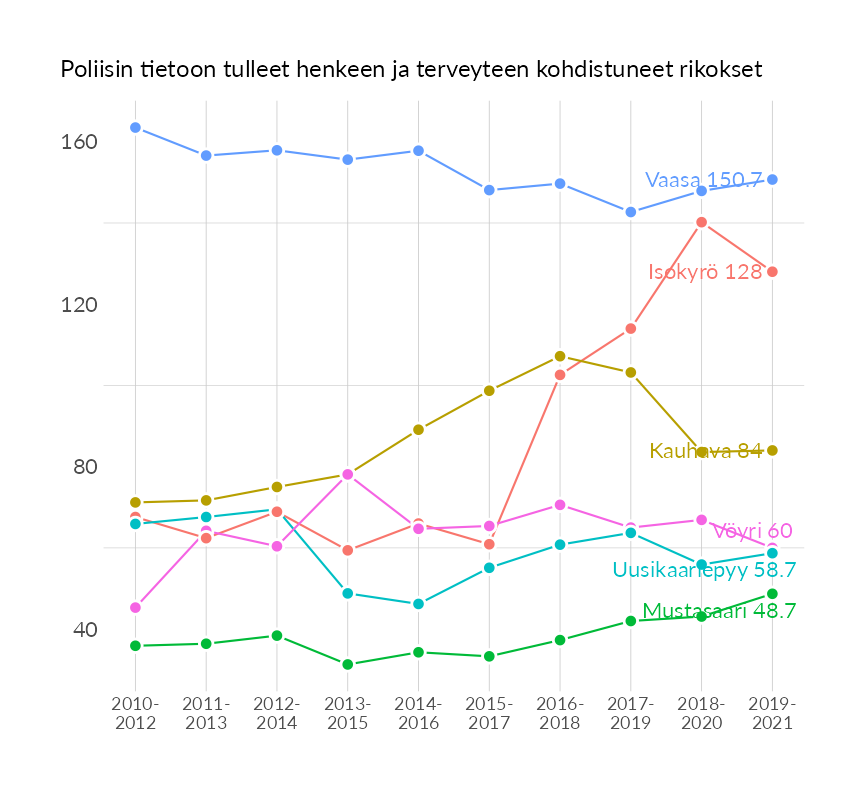 Poliisin tietoon tulleet henkeen ja terveyteen kohdistuneet rikokset
160
Vaasa 150.7
Isokyrö 128
120
Kauhava 84
80
Vöyri 60
Uusikaarlepyy 58.7
Mustasaari 48.7
40
2010- 2011- 2012- 2013- 2014- 2015- 2016- 2017- 2018- 2019-
2012 2013 2014 2015 2016 2017 2018 2019 2020 2021